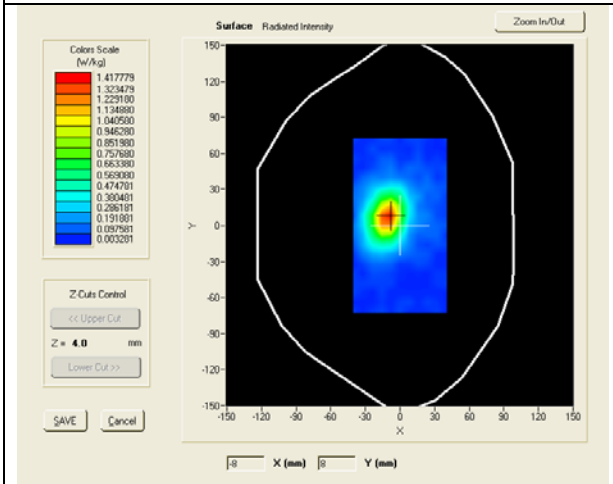 Surface Radiated Intensity
Zoom In/Out
Colors Scale
(W/kg)
1.417779
1.323479
1.229180
1.134880
1.040580
0.946280
0.851980
0.757680
0.663380
0.569080
0.474781
0.380481
0.286181
0.191881
0.097581
0.003281
Z-Cuts Control
<< Upper Cut
Z = 4.0 mm
Lower Cut >>
SAVE Cancel
Y
150-
120-
90-
60-
30-
0-
-30-
-60-
-90-
-120-
-150-
-150 -120 -90 -60 -30 0 30 60 90 120 150
X
-8 X (mm) 8 Y (mm)